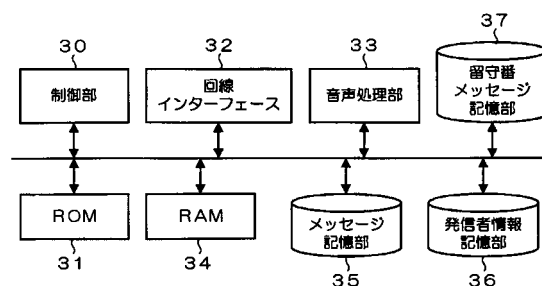 30
32
33
37
制御部
回線
インターフェース
音声処理部
留守番
メッセージ
記憶部
ROM
RAM
メッセージ
記憶部
発信者情報
記憶部
31
34
35
36